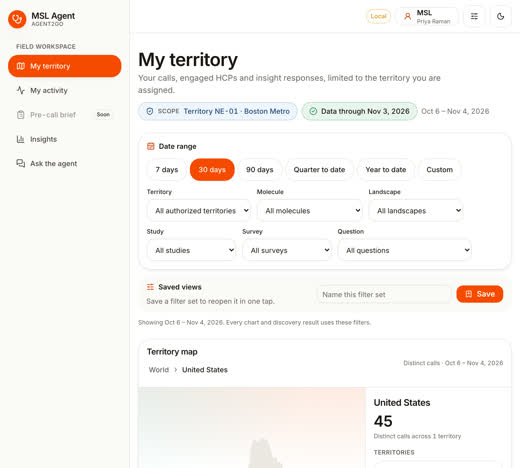 MSL Agent
AGENT2GO
FIELD WORKSPACE
My territory
My activity
Pre-call brief Soon
Insights
Ask the agent
Local
MSL
Priya Raman
My territory
Your calls, engaged HCPs and insight responses, limited to the territory you are
assigned.
SCOPE Territory NE-01 · Boston Metro
Data through Nov 3, 2026
Oct 6 – Nov 4, 2026
Date range
7 days
30 days
90 days
Quarter to date
Year to date
Custom
Territory Molecule Landscape
All authorized territories All molecules All landscapes
Study Survey Question
All studies All surveys All questions
Saved views
Save a filter set to reopen it in one tap.
Name this filter set
Save
Showing Oct 6 – Nov 4, 2026. Every chart and discovery result uses these filters.
Territory map
World › United States
Distinct calls · Oct 6 – Nov 4, 2026
United States
45
Distinct calls across 1 territory
TERRITORIES